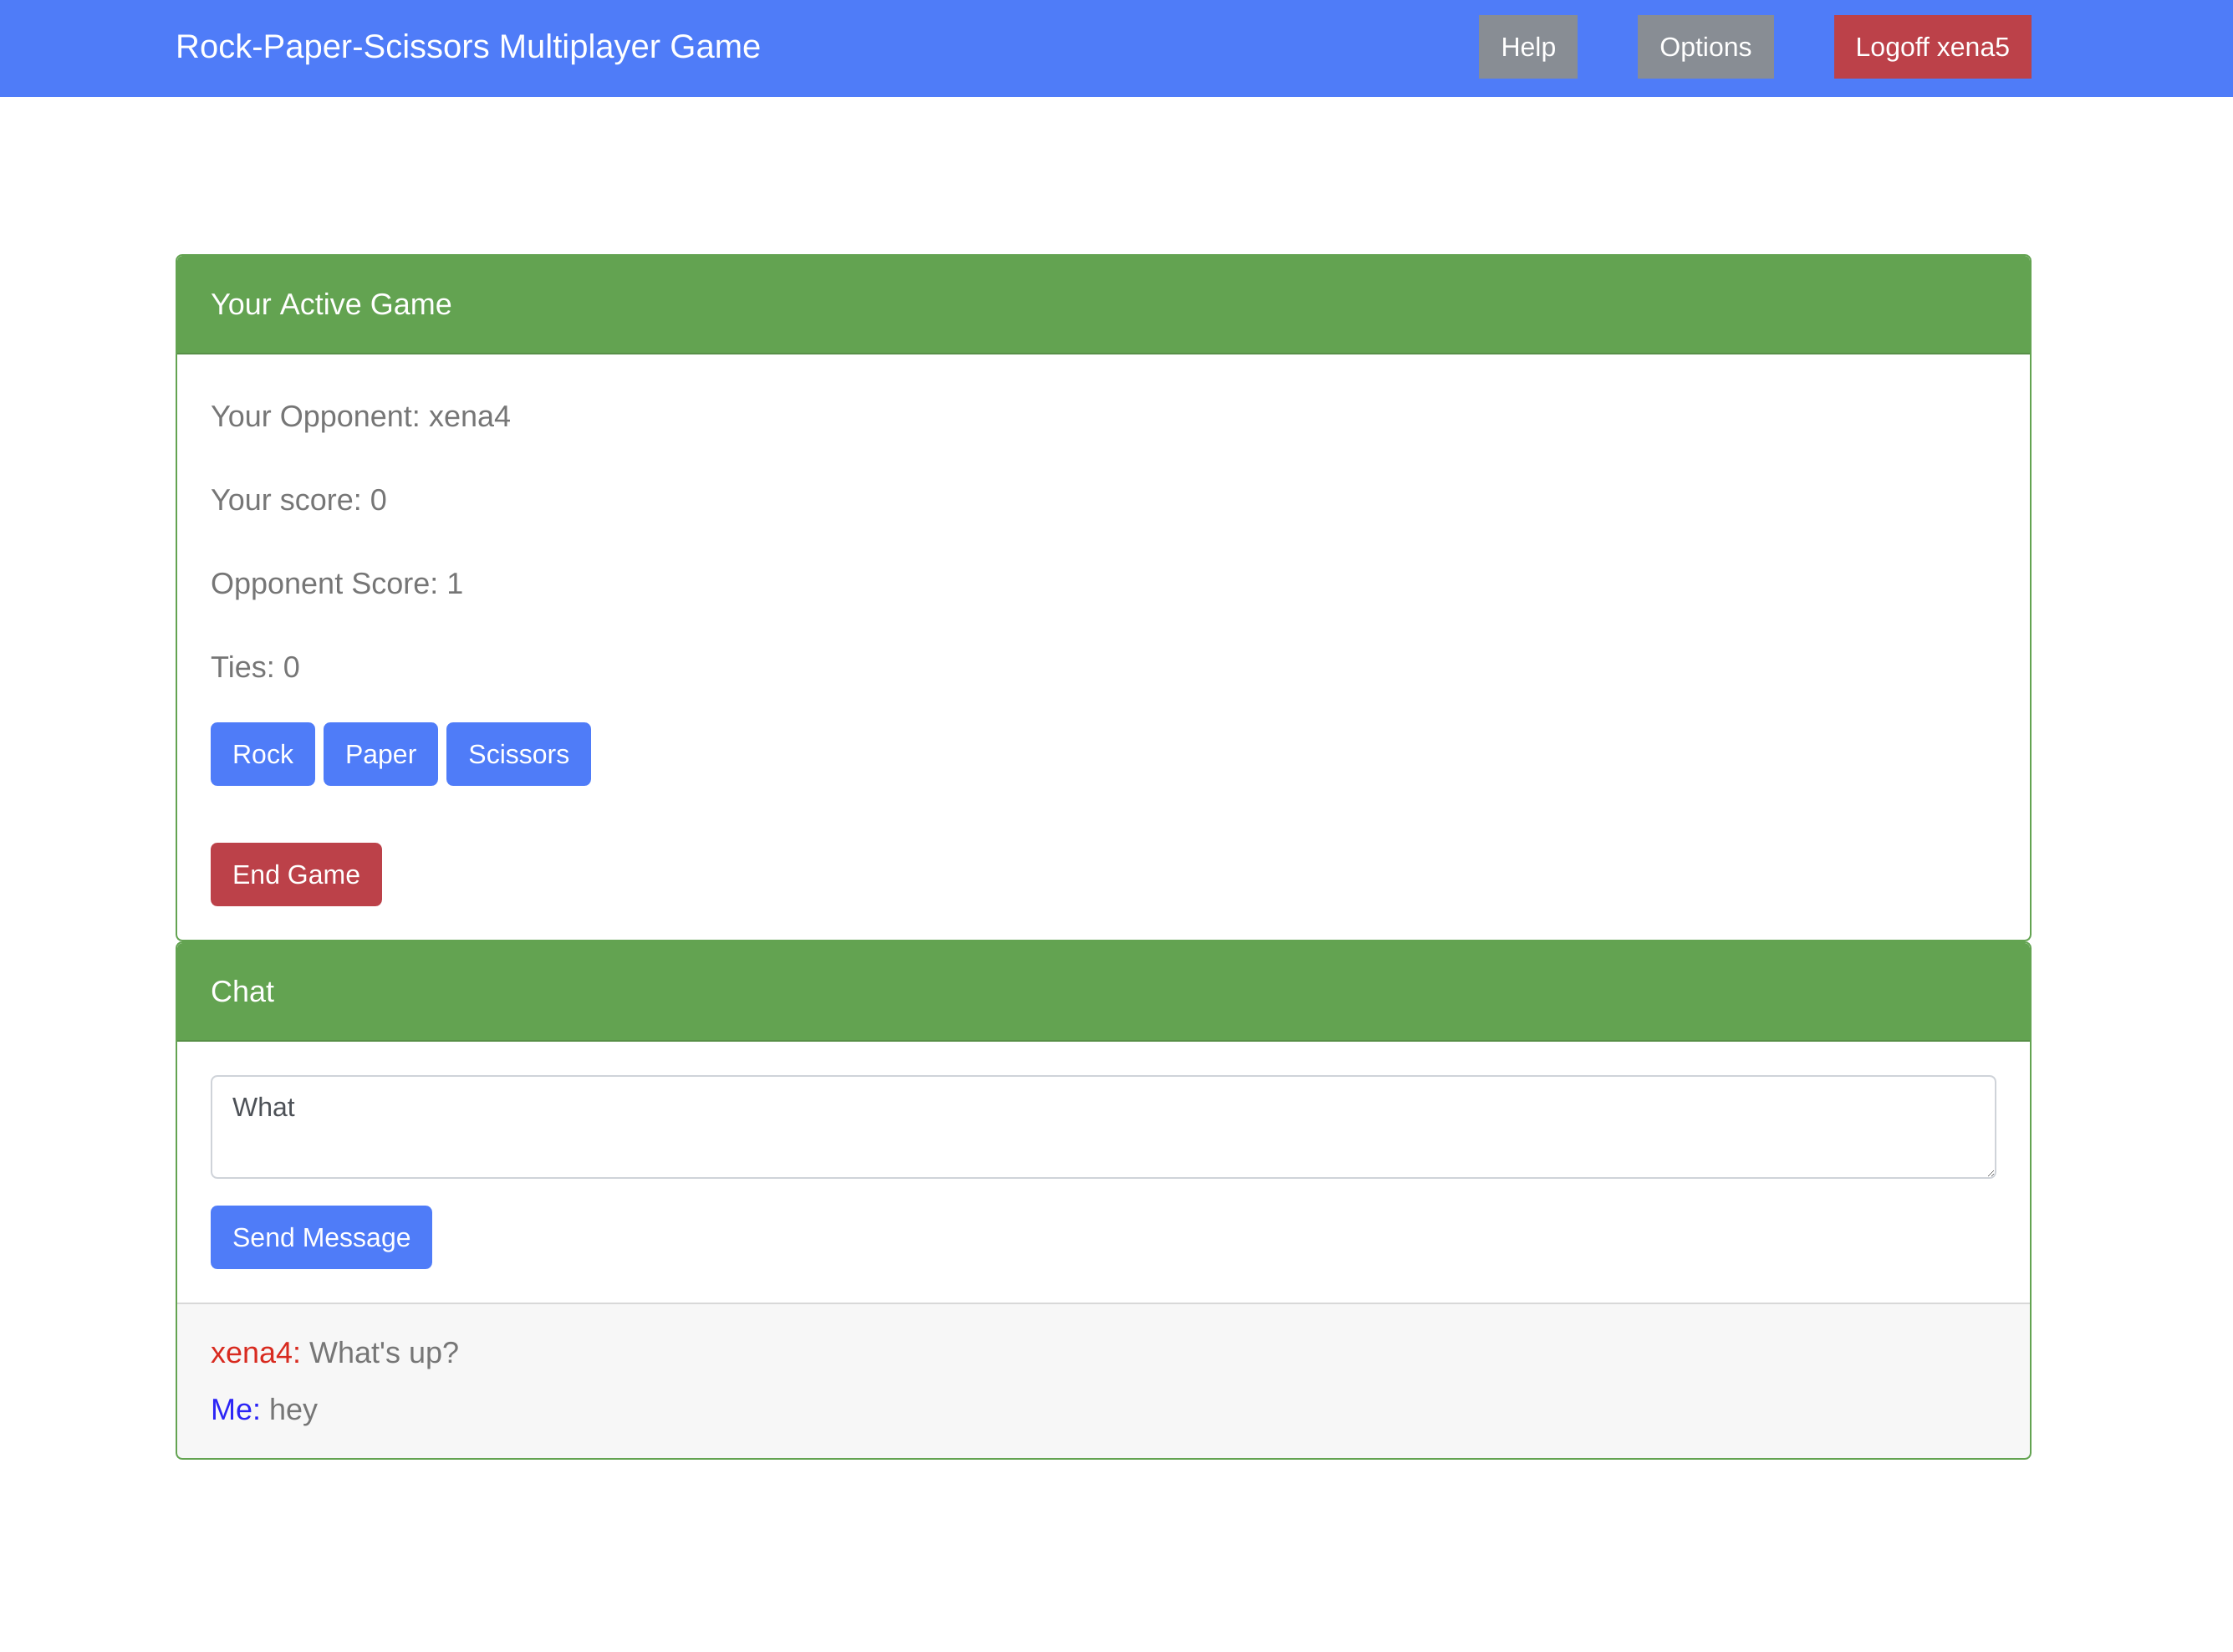 Rock-Paper-Scissors Multiplayer Game Help Options Logoff xena5
Your Active Game
Your Opponent: xena4
Your score: 0
Opponent Score: 1
Ties: 0
Rock Paper Scissors
End Game
Chat
What
Send Message
xena4: What's up?
Me: hey